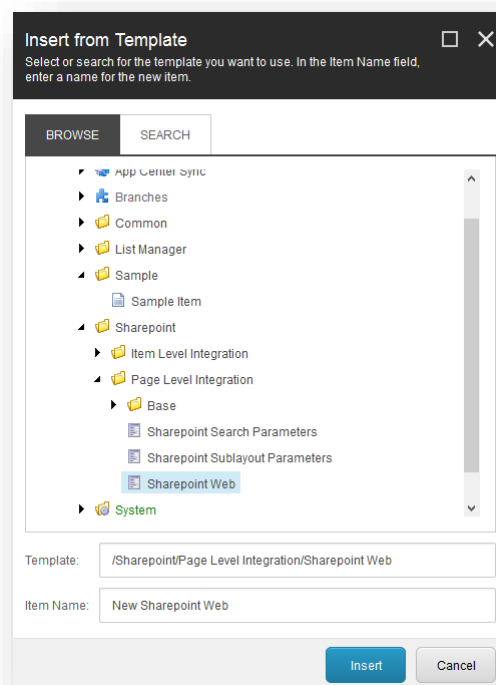 Insert from Template
Select or search for the template you want to use. In the Item Name field,
enter a name for the new item.
BROWSE
SEARCH
App Center Sync
Branches
Common
List Manager
Sample
Sample Item
Sharepoint
Item Level Integration
Page Level Integration
Base
Sharepoint Search Parameters
Sharepoint Sublayout Parameters
Sharepoint Web
System
Template: /Sharepoint/Page Level Integration/Sharepoint Web
Item Name: New Sharepoint Web
Insert
Cancel